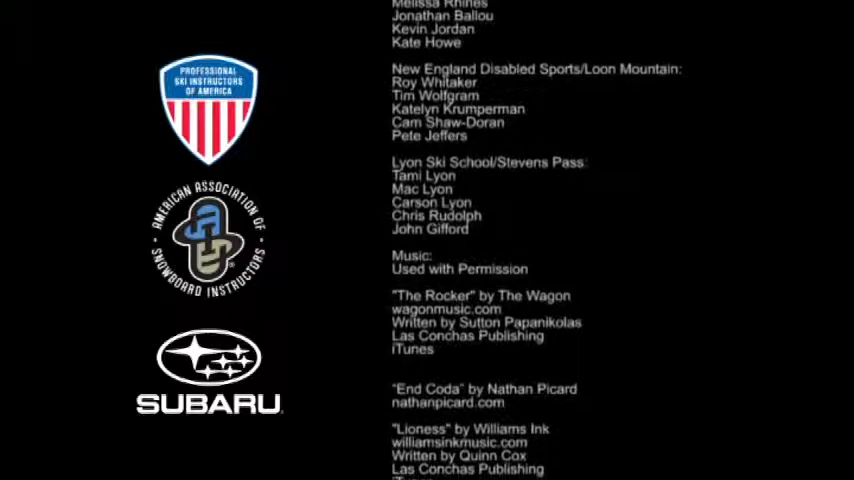 PROFESSIONAL
SKI INSTRUCTORS
OF AMERICA
AMERICAN ASSOCIATION OF
SNOWBOARD INSTRUCTORS
SUBARU
Melissa Rhines
Jonathan Ballou
Kevin Jordan
Kate Howe
New England Disabled Sports/Loon Mountain:
Roy Whitaker
Tim Wolfgram
Katelyn Krumperman
Cam Shaw-Doran
Pete Jeffers
Lyon Ski School/Stevens Pass:
Tami Lyon
Mac Lyon
Carson Lyon
Chris Rudolph
John Gifford
Music:
Used with Permission
"The Rocker" by The Wagon
wagonmusic.com
Written by Sutton Papanikolas
Las Conchas Publishing
iTunes
"End Coda" by Nathan Picard
nathanpicard.com
"Lioness" by Williams Ink
williamsinkmusic.com
Written by Quinn Cox
Las Conchas Publishing